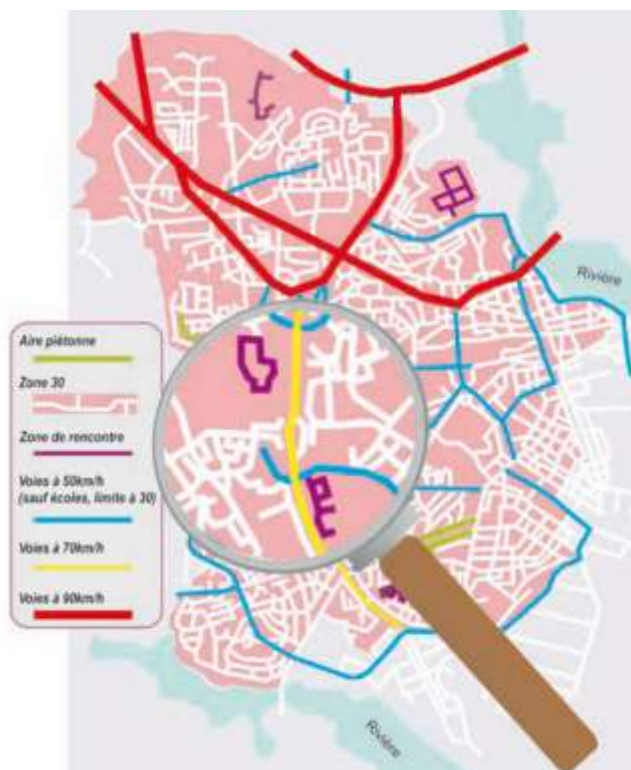 Rivière
Aire piétonne
Zone 30
Zone de rencontre
Voies à 50km/h
(sauf écoles, limite à 30)
Voies à 70km/h
Voies à 90km/h
Rivière